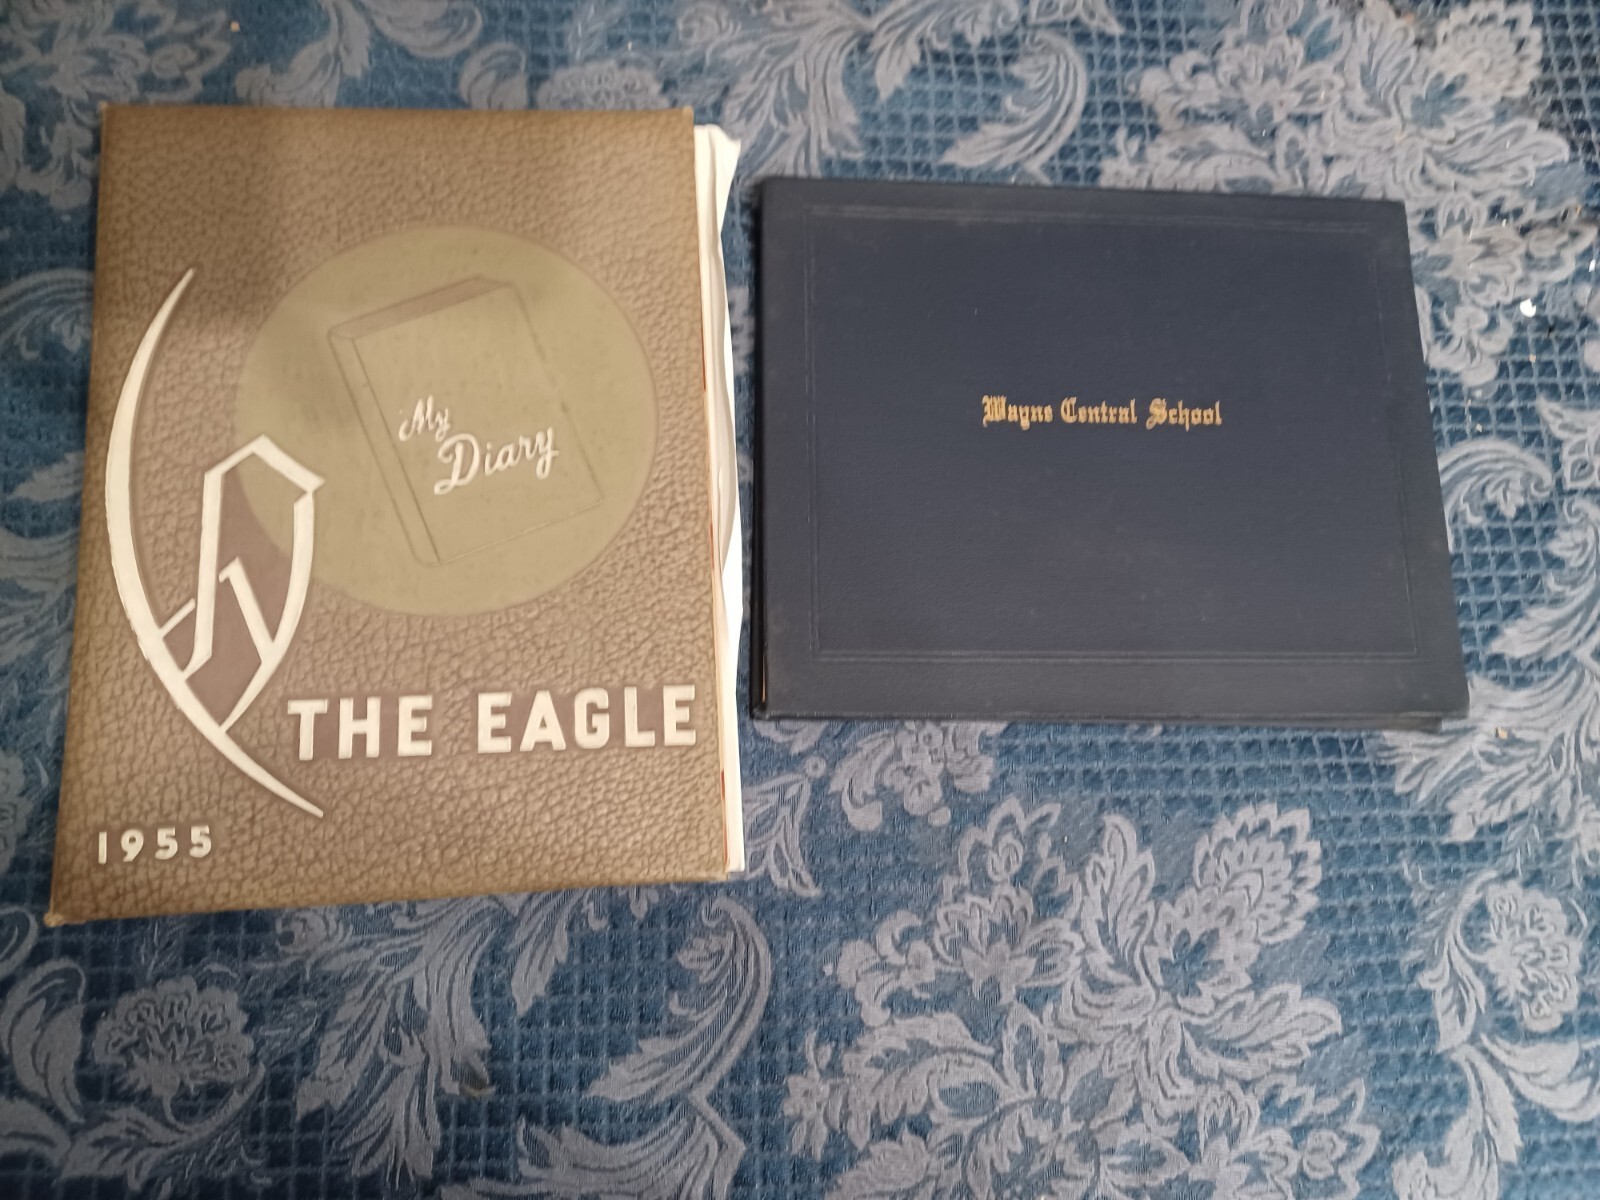 My
Diary
THE EAGLE
1955
Wayne Central School